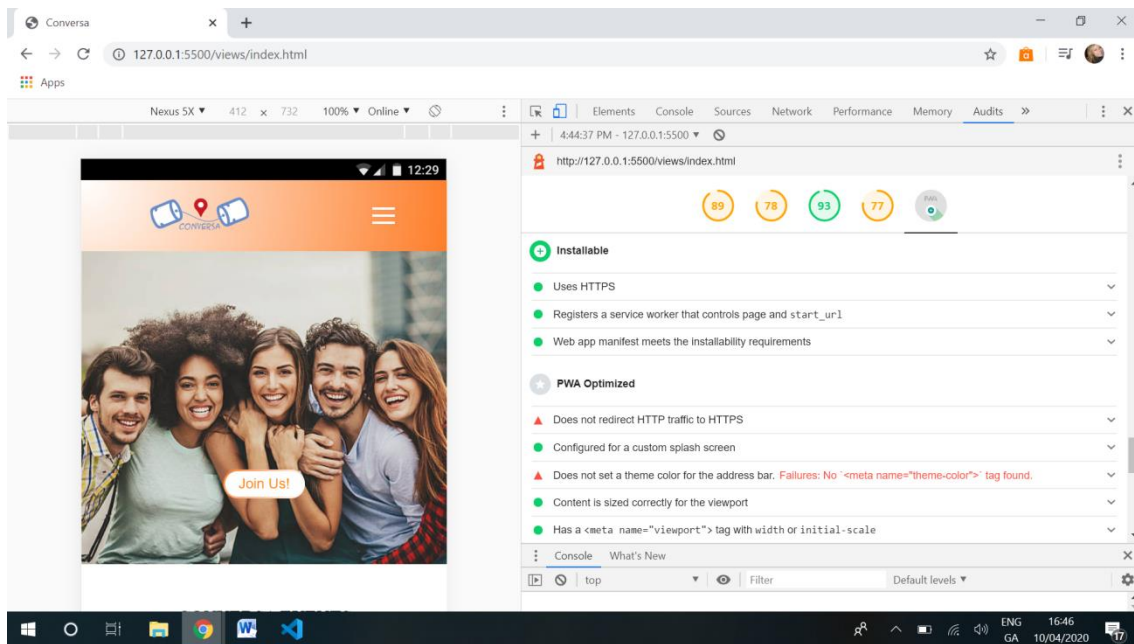 Conversa
127.0.0.1:5500/views/index.html
Apps
Nexus 5X ▼ 412 x 732 100% ▼ Online ▼
Elements Console Sources Network Performance Memory Audits »
4:44:37 PM - 127.0.0.1:5500 ▼
http://127.0.0.1:5500/views/index.html
12:29
CONVERSA
89 78 93 77 PWA
Installable
Uses HTTPS
Registers a service worker that controls page and start_url
Web app manifest meets the installability requirements
PWA Optimized
Does not redirect HTTP traffic to HTTPS
Configured for a custom splash screen
Does not set a theme color for the address bar. Failures: No `<meta name="theme-color">` tag found.
Content is sized correctly for the viewport
Has a <meta name="viewport"> tag with width or initial-scale
Join Us!
Console What's New
top ▼ Filter Default levels ▼
ENG 16:46
GA 10/04/2020
17